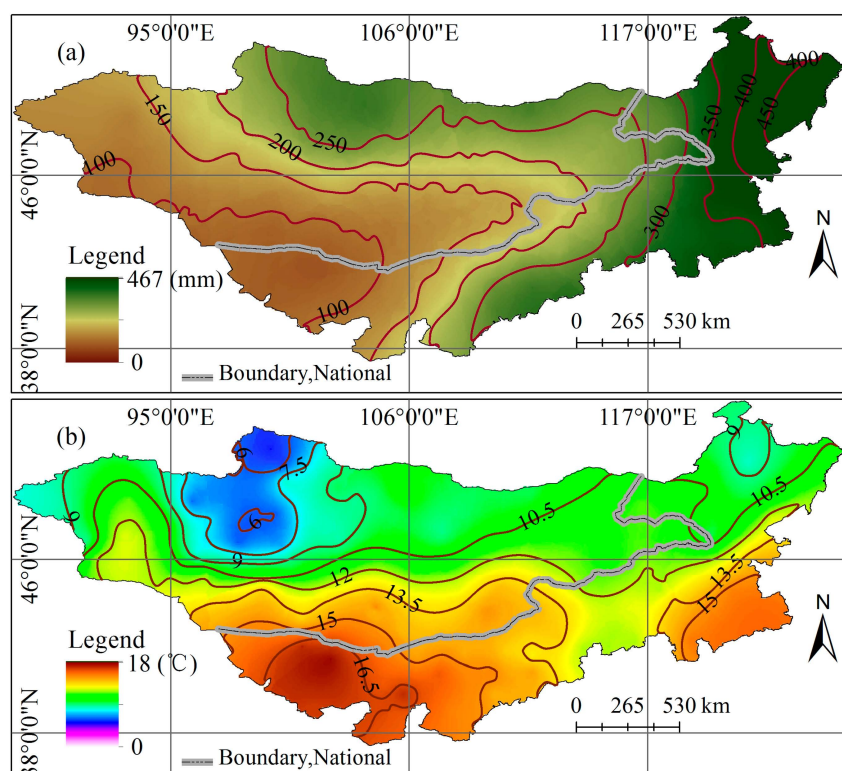 (a)
95°0'0"E
106°0'0"E
117°0'0"E
400
150
350
400
450
250
200
100
46°0'0"N
300
Legend
467 (mm)
0
100
N
0 265 530 km
38°0'0"N
Boundary,National
95°0'0"E
106°0'0"E
117°0'0"E
(b)
9
6
7.5
9
6
10.5
10.5
9
12
13.5
13.5
15
46°0'0"N
15
Legend
18 (℃)
0
16.5
N
0 265 530 km
38°0'0"N
Boundary,National